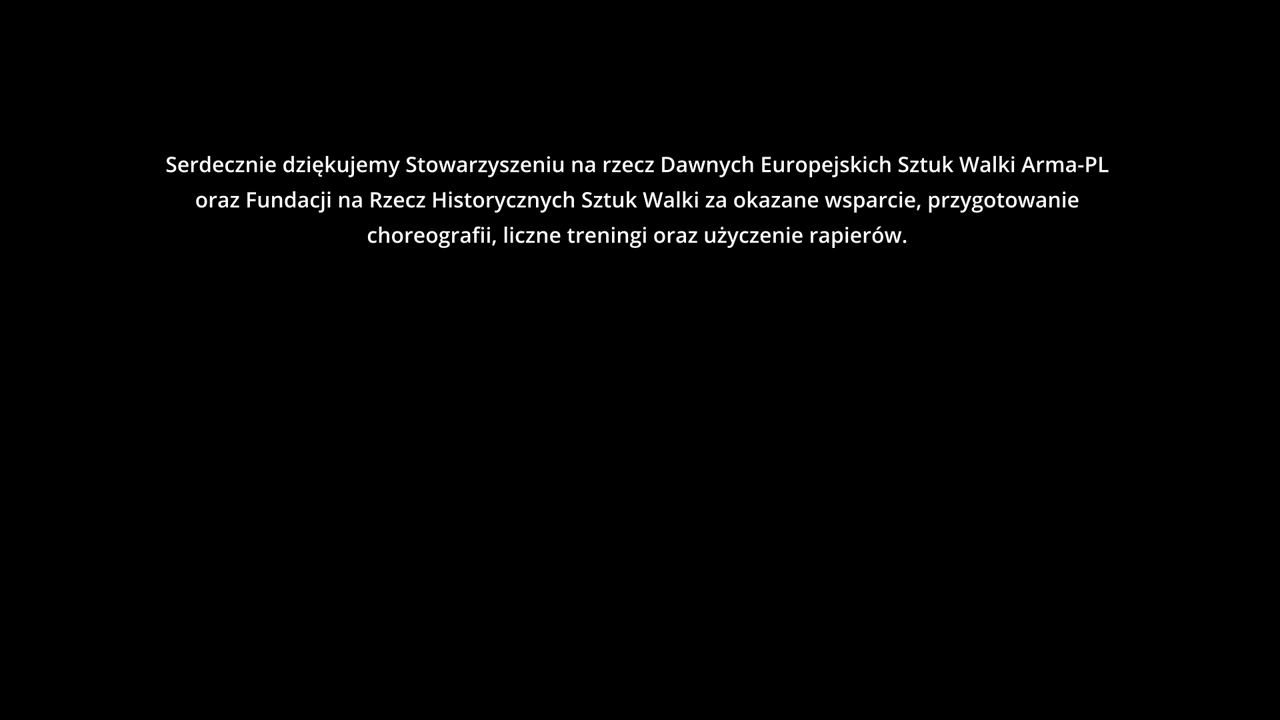 Serdecznie dziękujemy Stowarzyszeniu na rzecz Dawnych Europejskich Sztuk Walki Arma-PL
oraz Fundacji na Rzecz Historycznych Sztuk Walki za okazane wsparcie, przygotowanie
choreografii, liczne treningi oraz użyczenie rapierów.